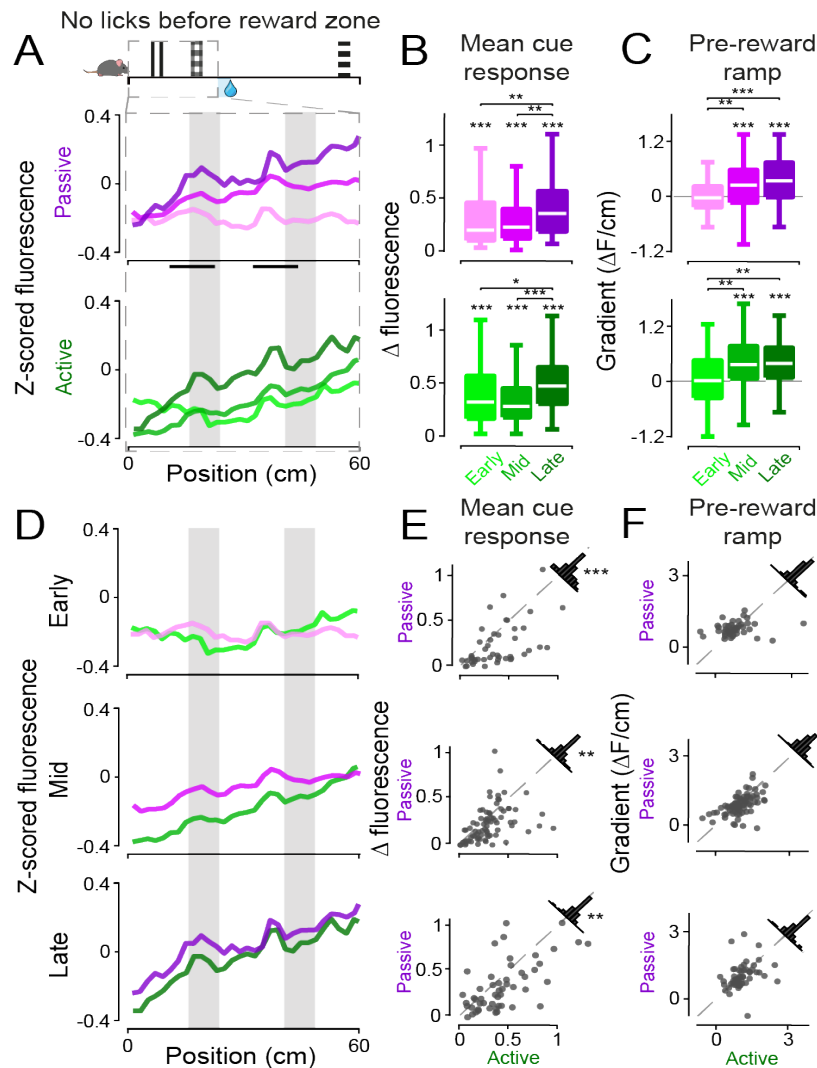 No licks before reward zone
A
B
Mean cue
response
C
Pre-reward
ramp
Z-scored fluorescence
Passive
0.4
0
-0.4
Active
0.4
0
-0.4
0
60
Position (cm)
Δ fluorescence
**
**
*** *** ***
1
0.5
0
*
***
*** *** ***
1
0.5
0
Early
Mid
Late
Gradient (ΔF/cm)
***
**
*** ***
1.2
0
-1.2
**
**
*** ***
1.2
0
-1.2
Early
Mid
Late
D
Z-scored fluorescence
Early
0.4
0
-0.4
Mid
0.4
0
-0.4
Late
0.4
0
-0.4
0
60
Position (cm)
E
Mean cue
response
Δ fluorescence
Passive
1
0.5
0
***
Passive
1
0.5
0
**
Passive
1
0.5
0
**
0
0.5
1
Active
F
Pre-reward
ramp
Gradient (ΔF/cm)
Passive
3
0
Passive
3
0
Passive
3
0
0
3
Active